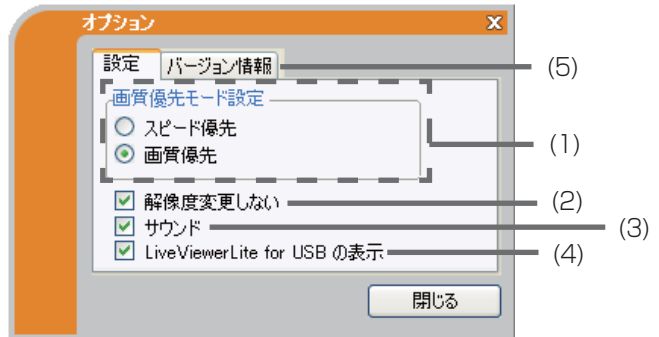 オプション
設定 バージョン情報 (5)
画質優先モード設定
スピード優先
(1)
画質優先
解像度変更しない (2)
サウンド (3)
LiveViewerLite for USB の表示 (4)
閉じる